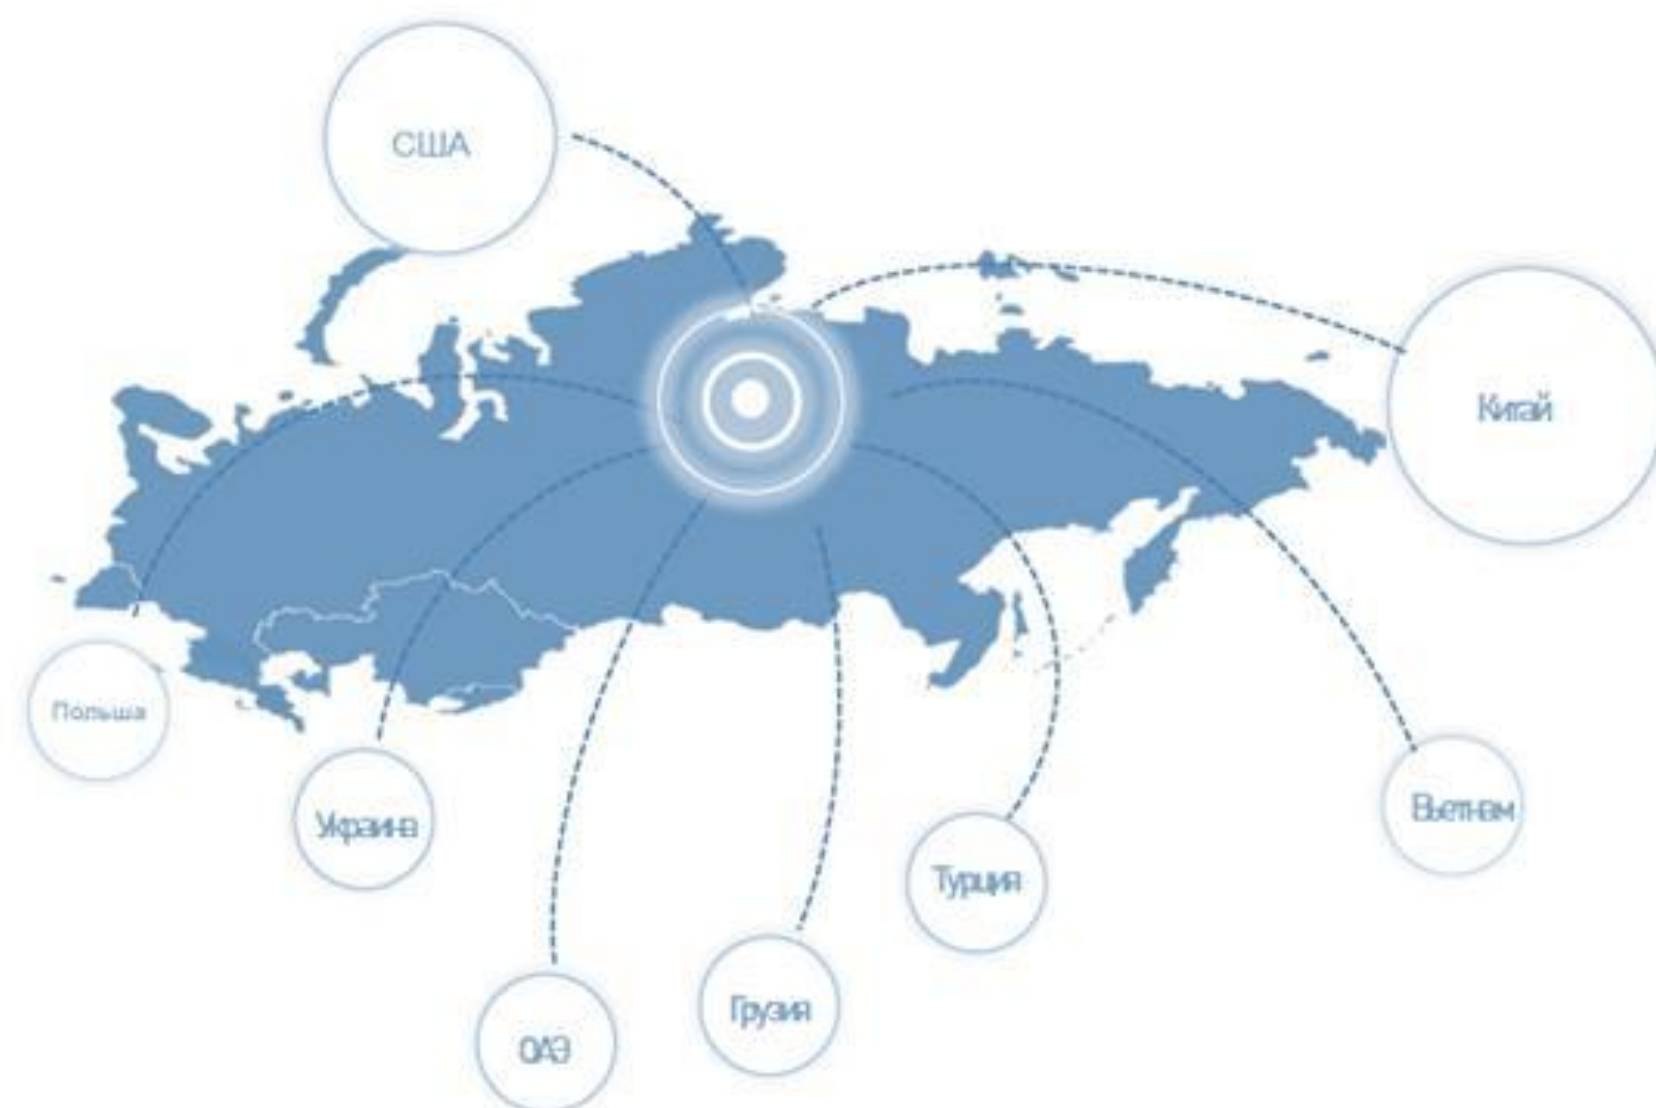 США
Китай
Польша
Украина
Вьетнам
Турция
Грузия
ОАЭ